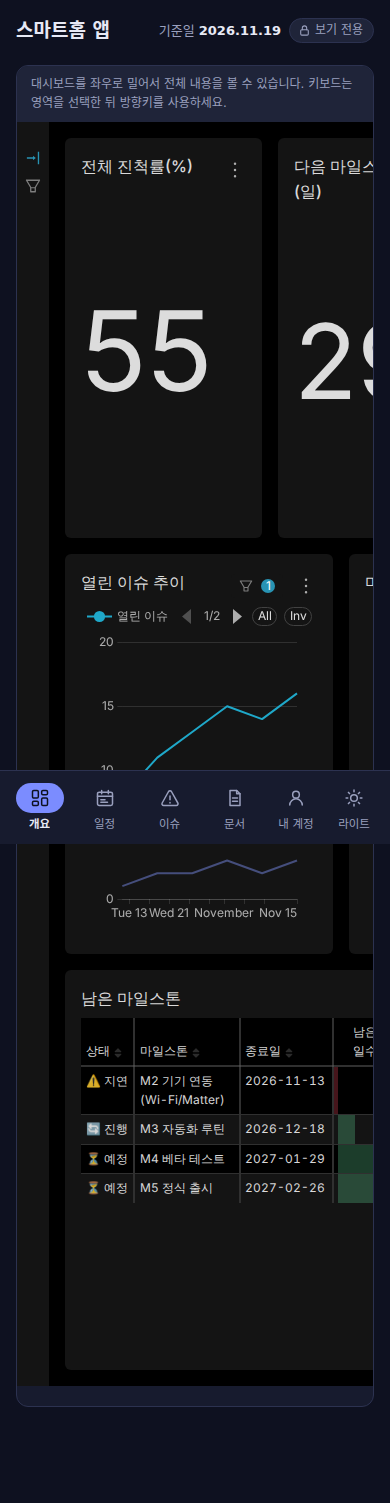 스마트홈 앱
기준일 2026.11.19
보기 전용
대시보드를 좌우로 밀어서 전체 내용을 볼 수 있습니다. 키보드는
영역을 선택한 뒤 방향키를 사용하세요.
전체 진척률(%)
다음 마일스
(일)
55
29
열린 이슈 추이
1
열린 이슈
1/2
All
Inv
20
15
10
개요
일정
이슈
문서
내 계정
라이트
0
Tue 13 Wed 21 November Nov 15
남은 마일스톤
상태 마일스톤 종료일 남은
일수
⚠️ 지연 M2 기기 연동 2026-11-13
(Wi-Fi/Matter)
🔄 진행 M3 자동화 루틴 2026-12-18
⏳ 예정 M4 베타 테스트 2027-01-29
⏳ 예정 M5 정식 출시 2027-02-26